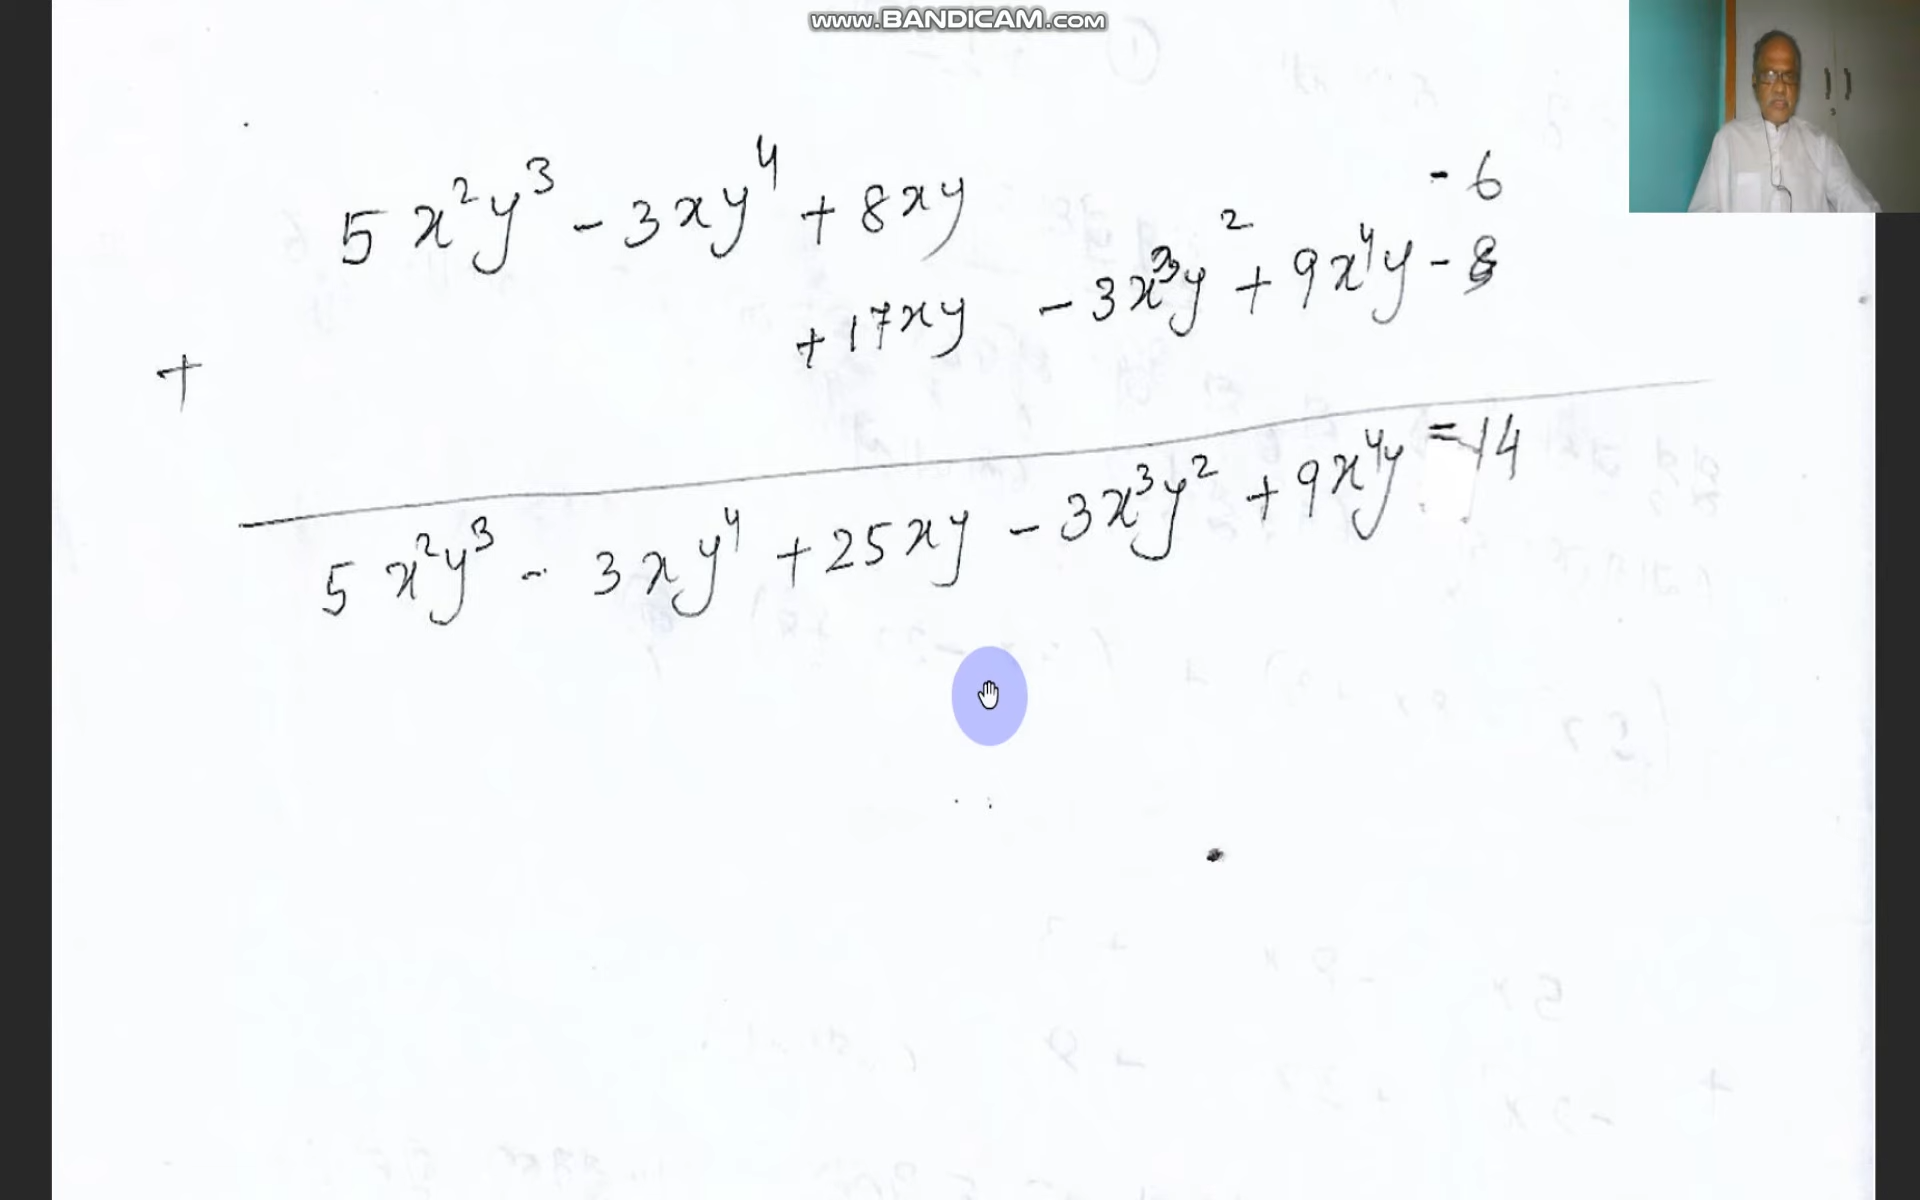 www.BANDICAM.com
5x²y³ - 3xy⁴ + 8xy - 6
+ +17xy - 3x³y² + 9x⁴y - 8
5x²y³ - 3xy⁴ + 25xy - 3x³y² + 9x⁴y = 14